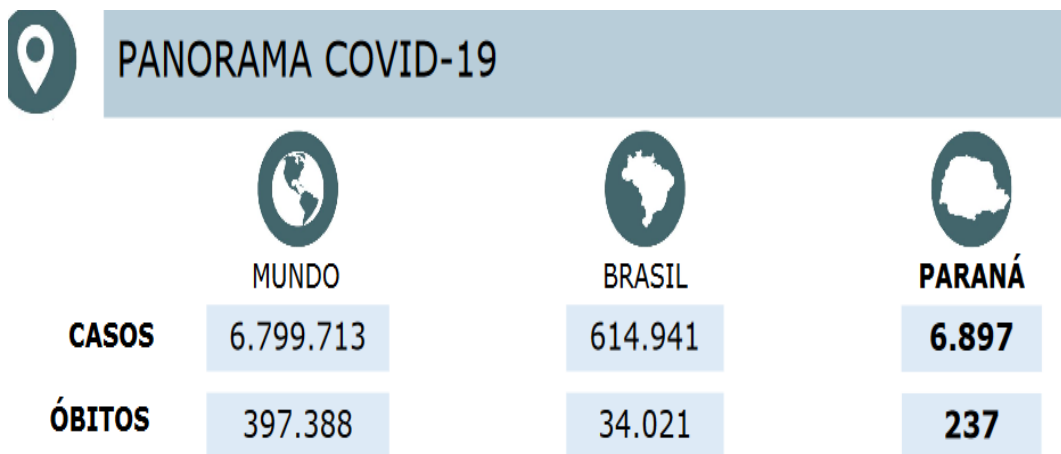 PANORAMA COVID-19
MUNDO BRASIL PARANÁ
CASOS 6.799.713 614.941 6.897
ÓBITOS 397.388 34.021 237